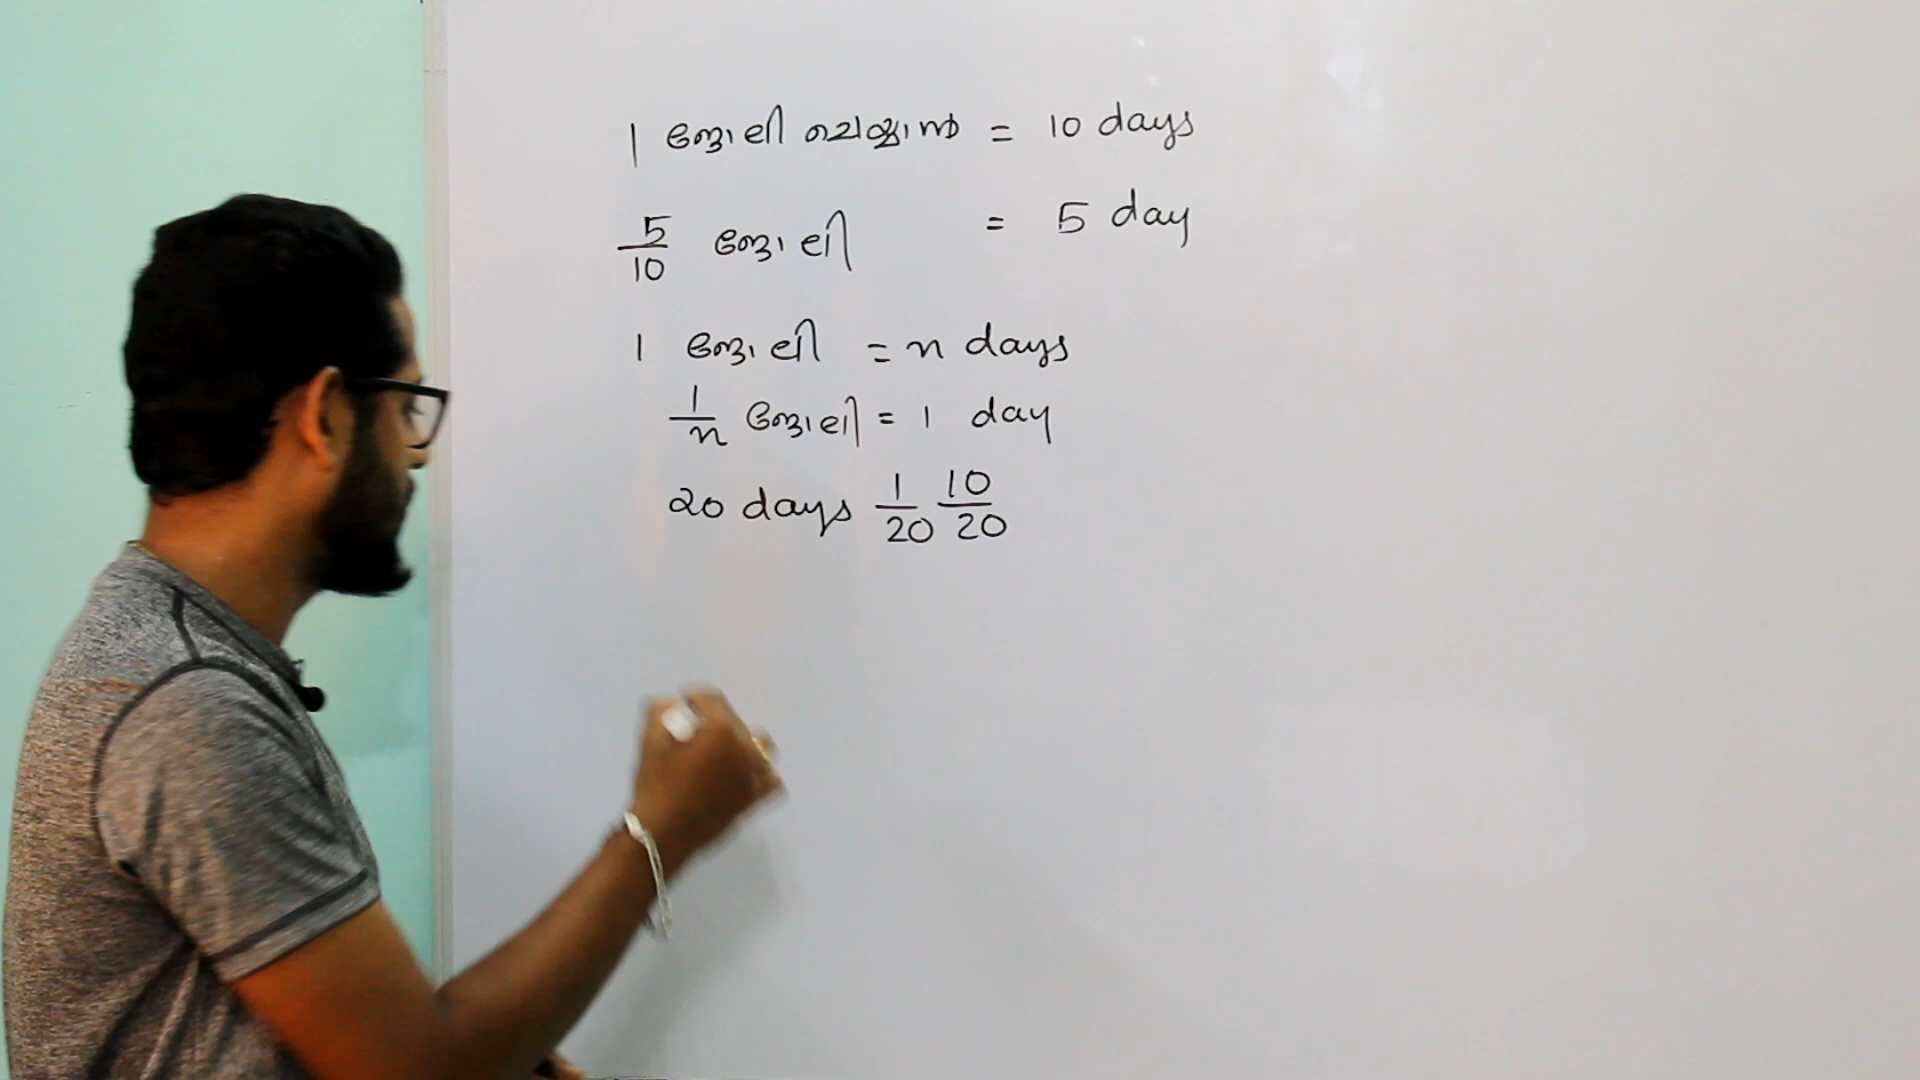 1 ജോലി ചെയ്യാൻ = 10 days
5/10 ജോലി = 5 day
1 ജോലി = n days
1/n ജോലി = 1 day
20 days 1/20 10/20